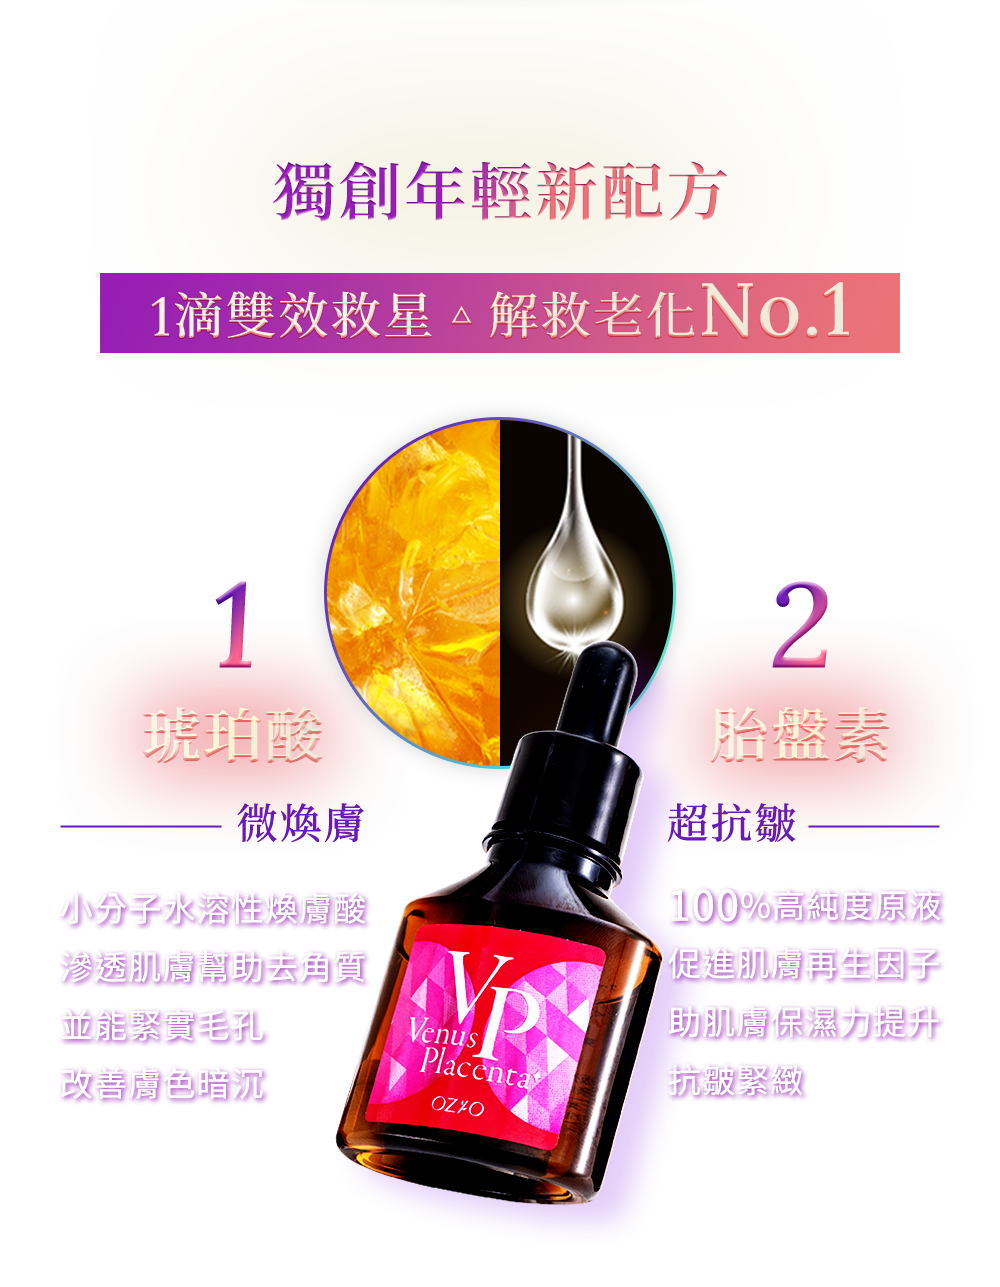 獨創年輕新配方
1滴雙效救星 △ 解救老化No.1
1
琥珀酸
微煥膚
小分子水溶性煥膚酸
滲透肌膚幫助去角質
並能緊實毛孔
改善膚色暗沉
2
胎盤素
超抗皺
100%高純度原液
促進肌膚再生因子
助肌膚保濕力提升
抗皺緊緻
VP
Venus
Placenta
OZIO